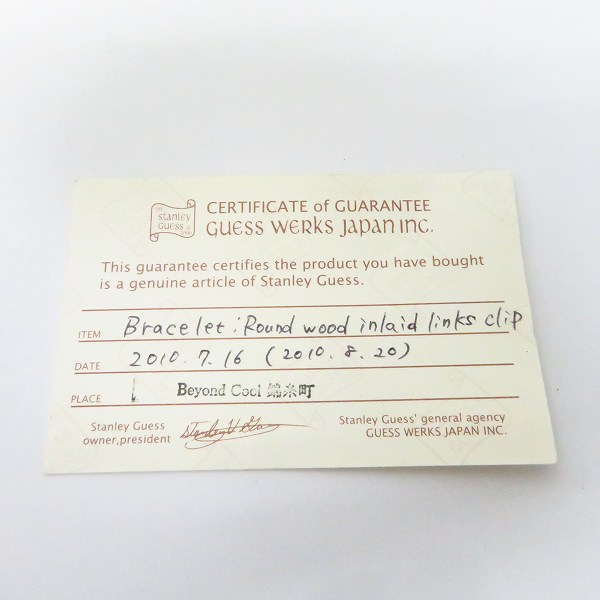 Stanley
GUESS
CERTIFICATE of GUARANTEE
GUESS WERKS JAPAN INC.
This guarantee certifies the product you have bought
is a genuine article of Stanley Guess.
ITEM Bracelet : Round wood inlaid links clip
DATE 2010. 7. 16 (2010. 8. 20)
PLACE Beyond Cool 錦糸町
Stanley Guess
owner,president
Stanley Guess' general agency
GUESS WERKS JAPAN INC.